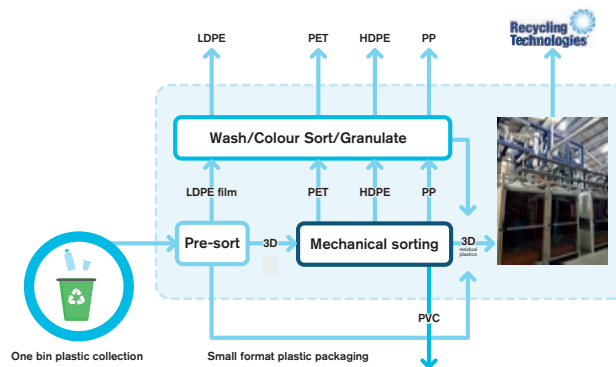 Recycling
Technologies
LDPE
PET
HDPE
PP
Wash/Colour Sort/Granulate
LDPE film
PET
HDPE
PP
Pre-sort
3D
Mechanical sorting
3D
residual
plastics
PVC
One bin plastic collection
Small format plastic packaging